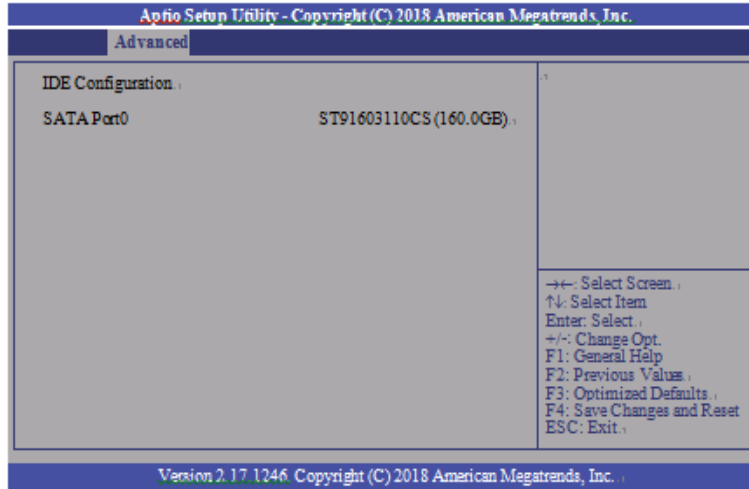 Aptio Setup Utility - Copyright (C) 2018 American Megatrends, Inc.
Advanced
IDE Configuration
SATA Port0 ST91603110CS (160.0GB)
→←: Select Screen
↑↓: Select Item
Enter: Select
+/-: Change Opt.
F1: General Help
F2: Previous Values
F3: Optimized Defaults
F4: Save Changes and Reset
ESC: Exit
Version 2.17.1246. Copyright (C) 2018 American Megatrends, Inc.